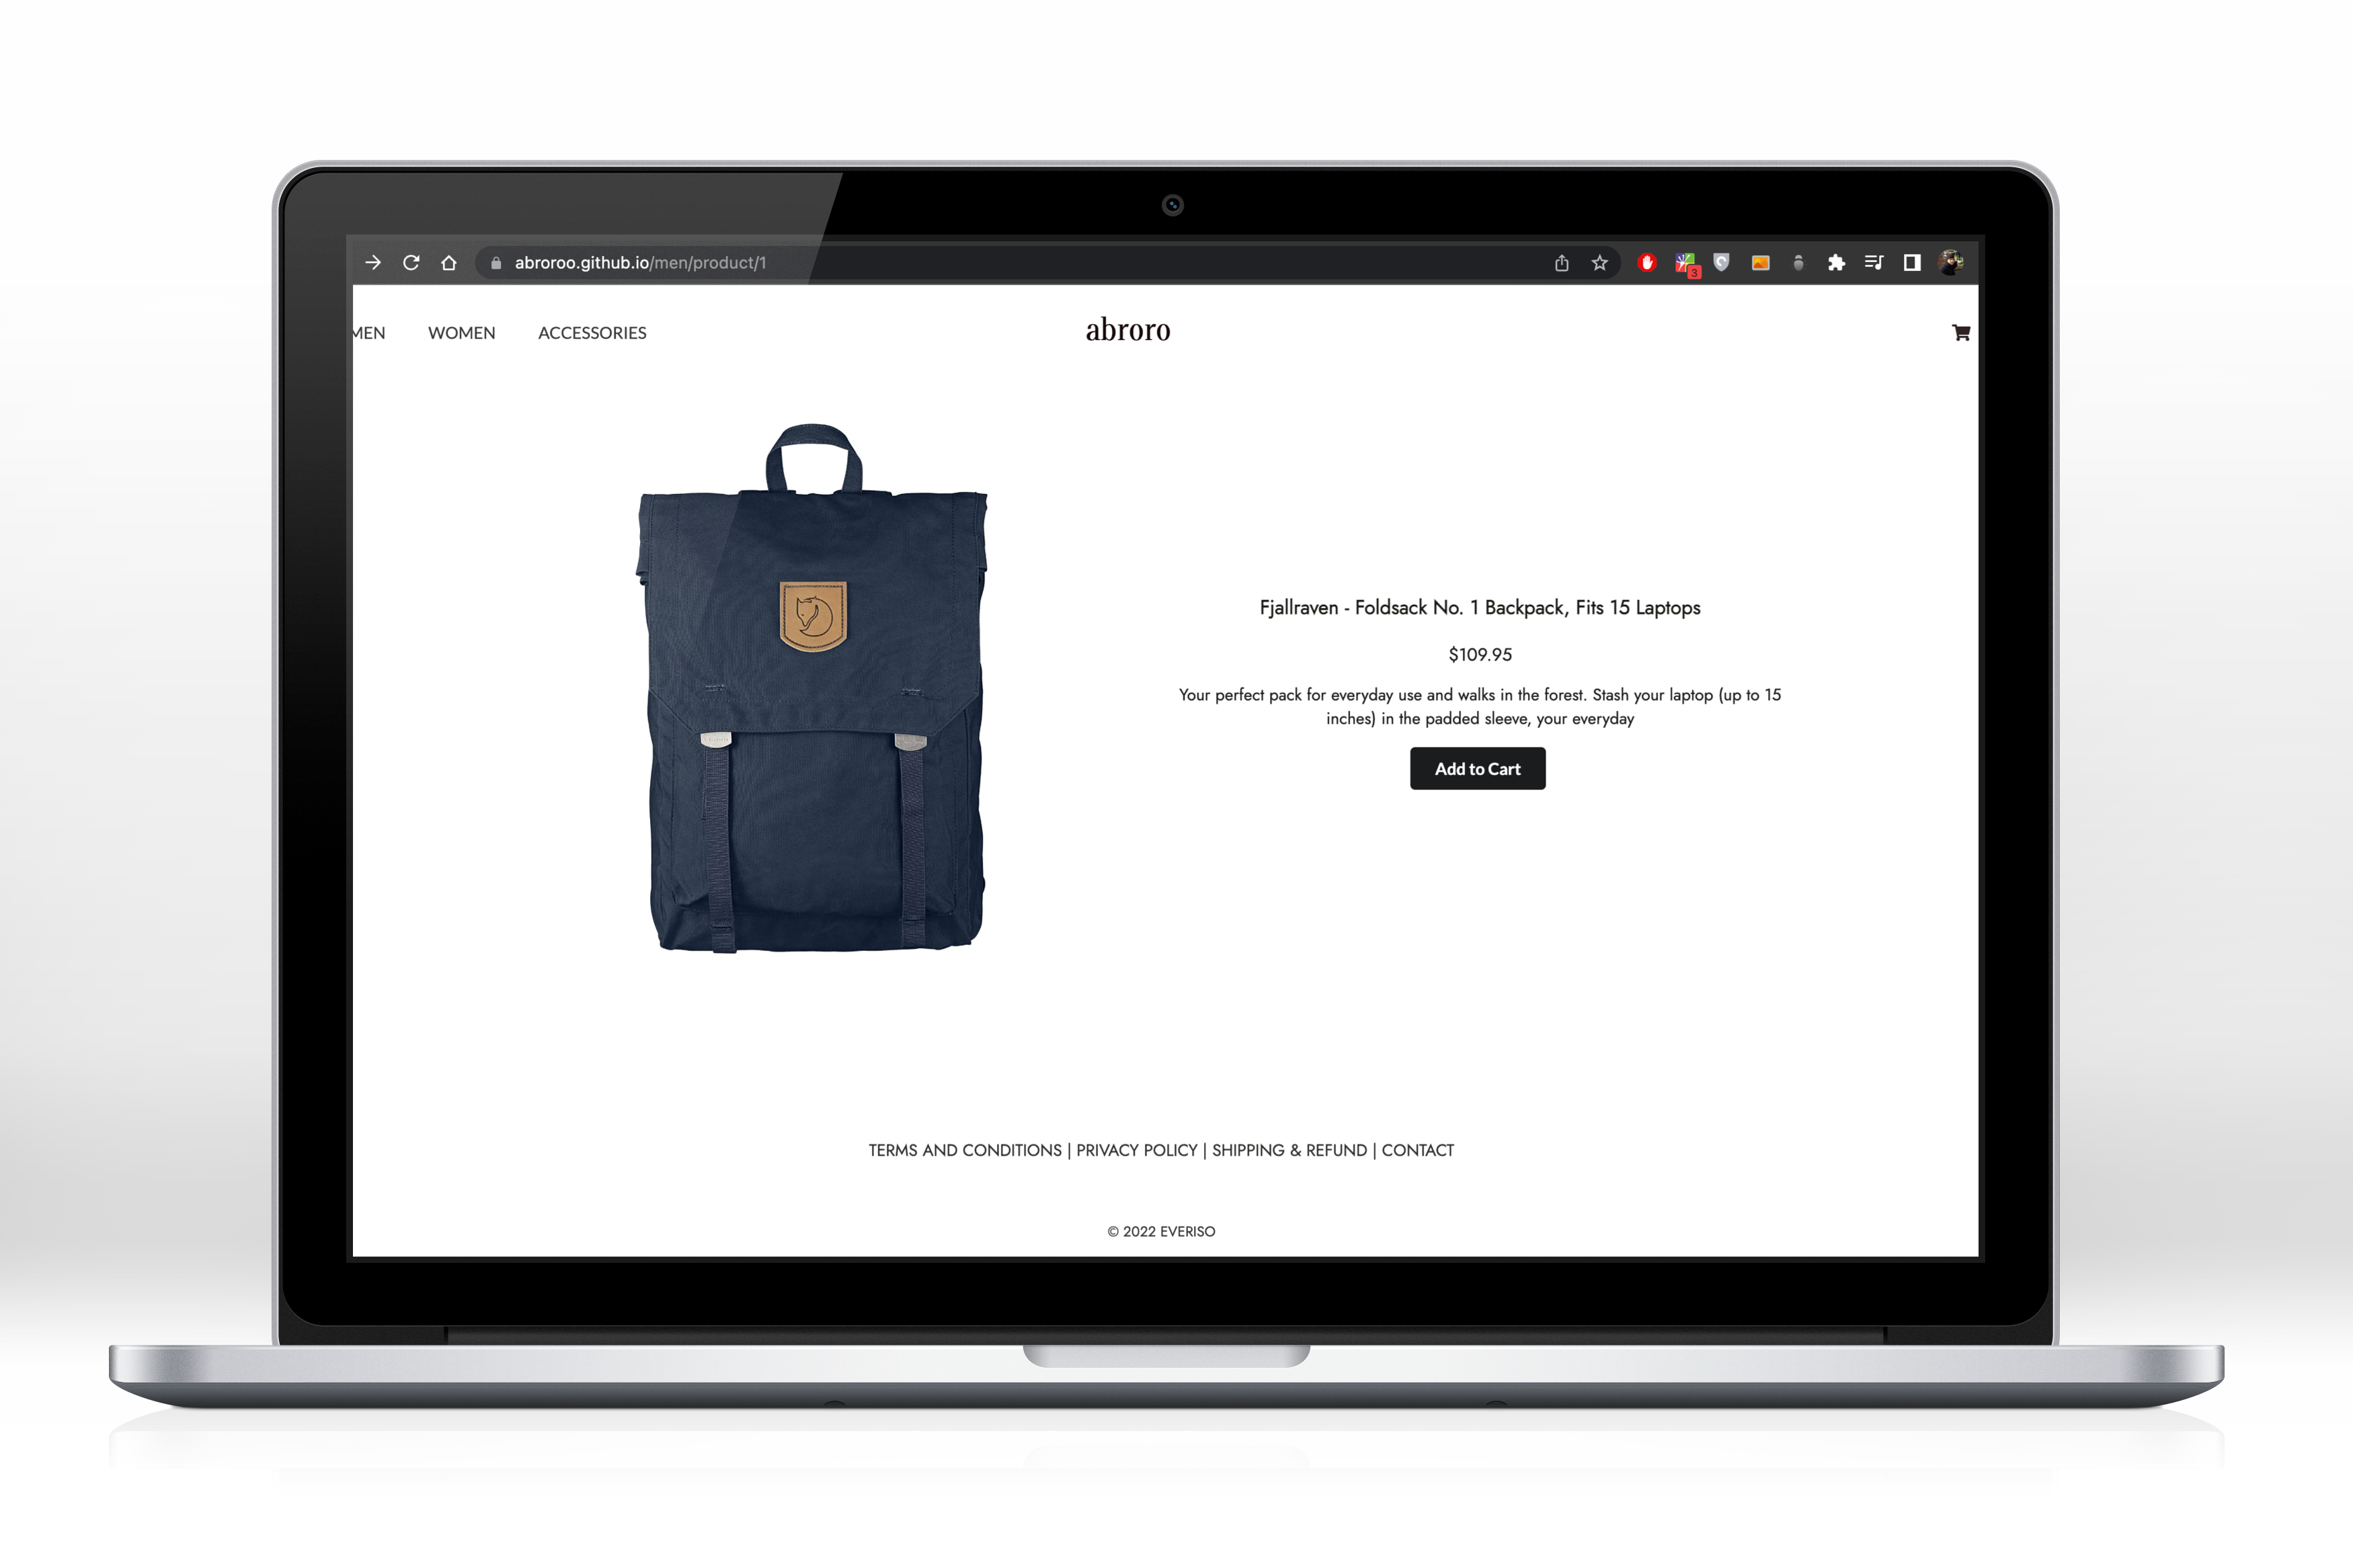 abroroo.github.io/men/product/1
3
MEN
WOMEN
ACCESSORIES
abroro
Fjallraven - Foldsack No. 1 Backpack, Fits 15 Laptops
$109.95
Your perfect pack for everyday use and walks in the forest. Stash your laptop (up to 15
inches) in the padded sleeve, your everyday
Add to Cart
TERMS AND CONDITIONS | PRIVACY POLICY | SHIPPING & REFUND | CONTACT
© 2022 EVERISO